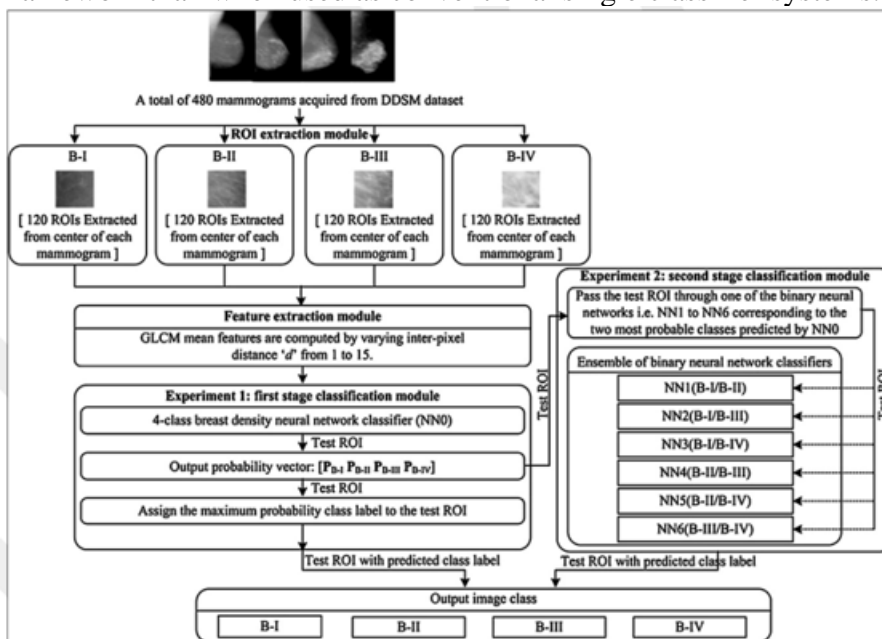 A total of 480 mammograms acquired from DDSM dataset
ROI extraction module
B-I
[ 120 ROIs Extracted
from center of each
mammogram ]
B-II
[ 120 ROIs Extracted
from center of each
mammogram ]
B-III
[ 120 ROIs Extracted
from center of each
mammogram ]
B-IV
[ 120 ROIs Extracted
from center of each
mammogram ]
Feature extraction module
GLCM mean features are computed by varying inter-pixel
distance 'd' from 1 to 15.
Experiment 1: first stage classification module
4-class breast density neural network classifier (NN0)
Test ROI
Output probability vector: [PB-I PB-II PB-III PB-IV]
Test ROI
Assign the maximum probability class label to the test ROI
Test ROI
Experiment 2: second stage classification module
Pass the test ROI through one of the binary neural
networks i.e. NN1 to NN6 corresponding to the
two most probable classes predicted by NN0
Ensemble of binary neural network classifiers
NN1(B-I/B-II)
NN2(B-I/B-III)
NN3(B-I/B-IV)
NN4(B-II/B-III)
NN5(B-II/B-IV)
NN6(B-III/B-IV)
Test ROI
Test ROI with predicted class label
Test ROI with predicted class label
Output image class
B-I
B-II
B-III
B-IV